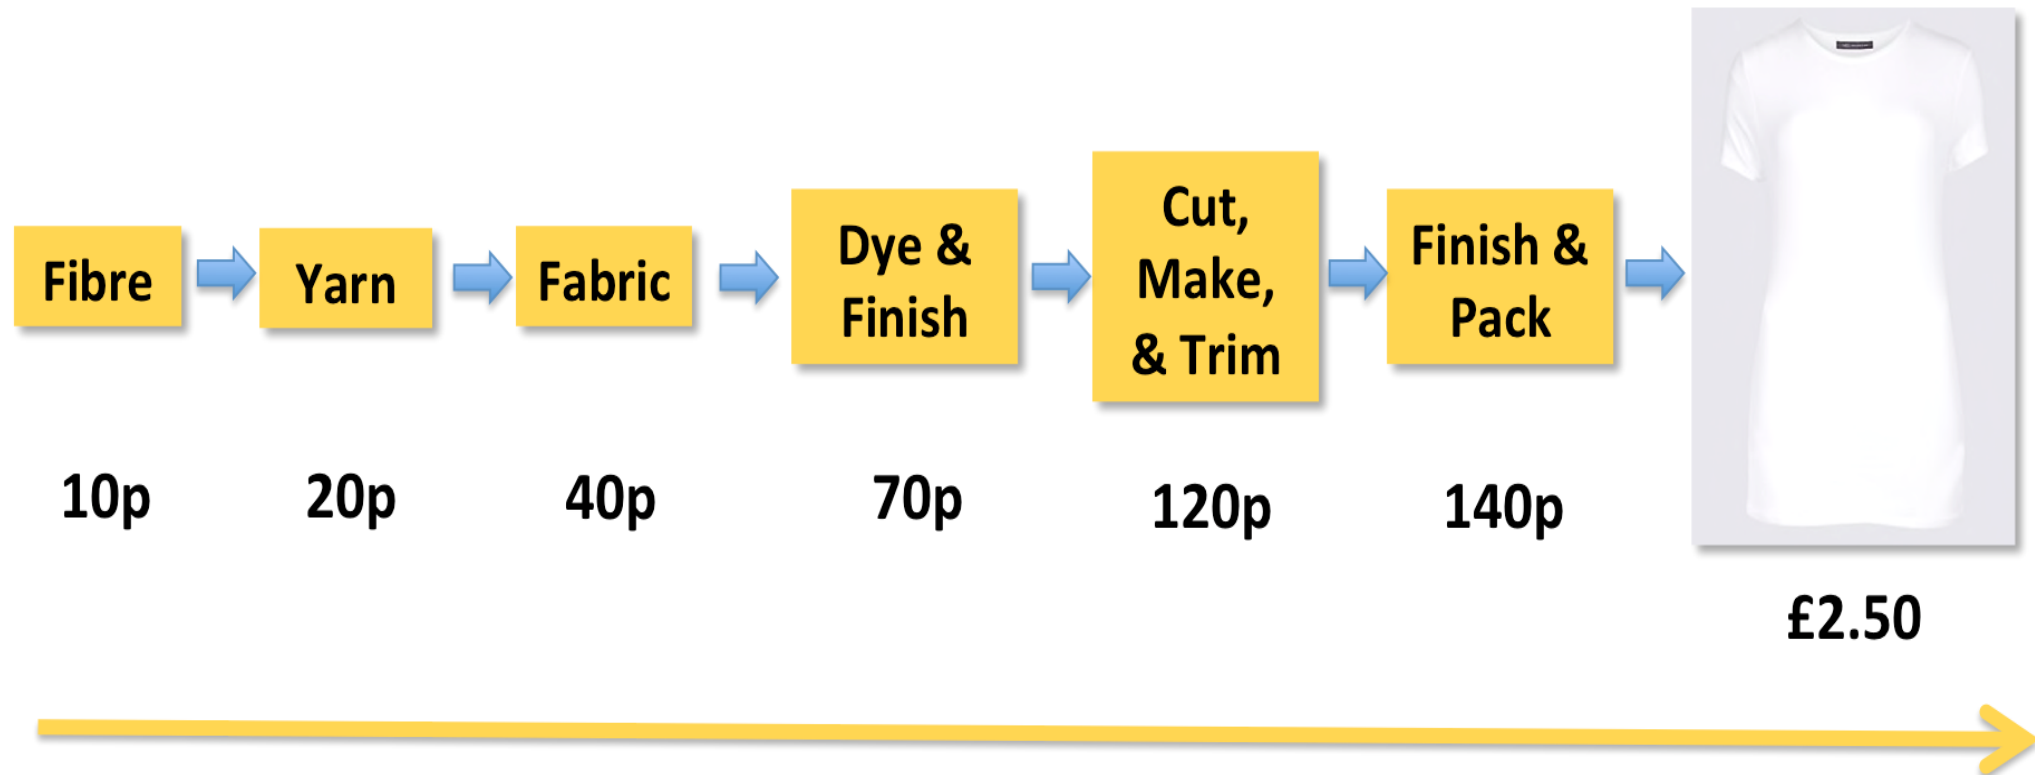 Fibre
Yarn
Fabric
Dye &
Finish
Cut,
Make,
& Trim
Finish &
Pack
10p
20p
40p
70p
120p
140p
£2.50